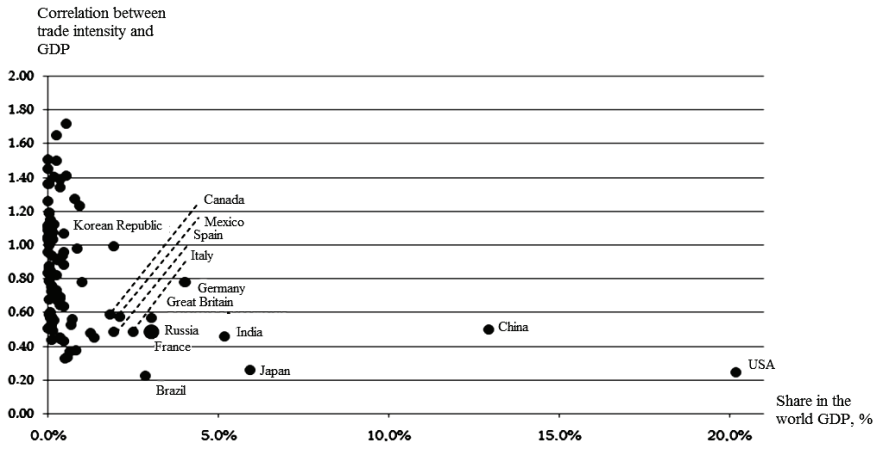 Correlation between
trade intensity and
GDP
2.00
1.80
1.60
1.40
1.20
1.00
0.80
0.60
0.40
0.20
0.00
Canada
Mexico
Korean Republic
Spain
Italy
Germany
Great Britain
Russia
India
China
France
Japan
USA
Brazil
0.0%
5.0%
10.0%
15.0%
20.0%
Share in the
world GDP, %